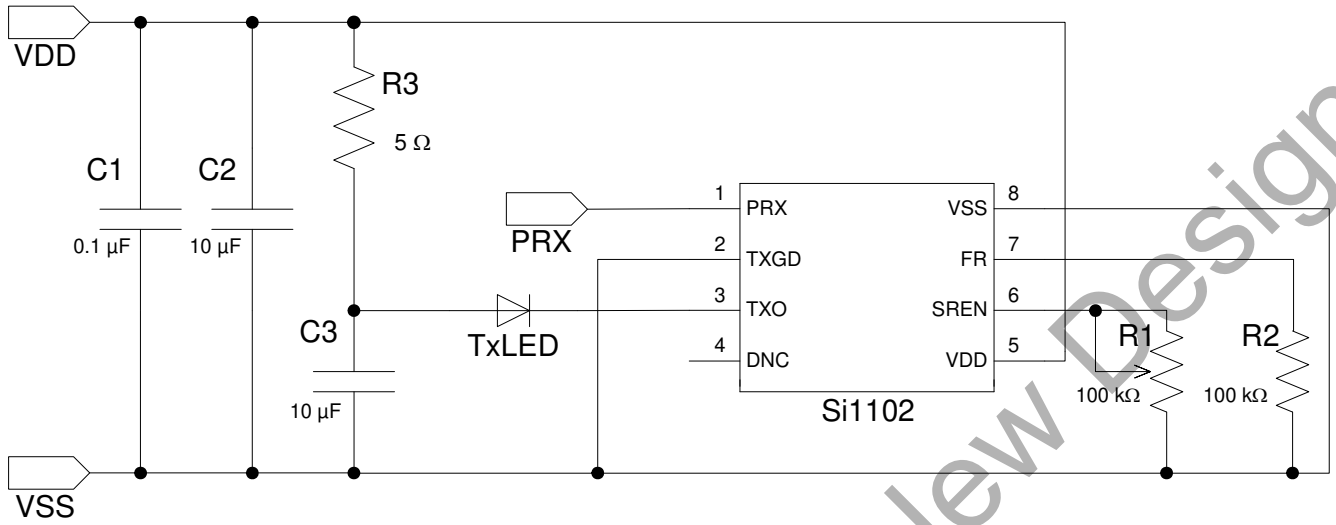 VDD
R3
5 Ω
C1
0.1 µF
C2
10 µF
PRX
1
PRX
2
TXGD
3
TXO
4
DNC
VSS
8
FR
7
SREN
6
VDD
5
Si1102
TxLED
C3
10 µF
R1
100 kΩ
R2
100 kΩ
VSS